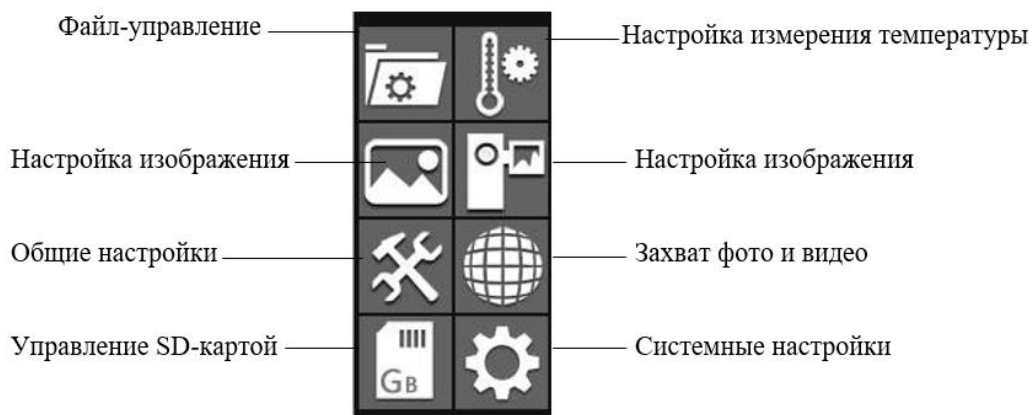 Файл-управление
Настройка измерения температуры
Настройка изображения
Настройка изображения
Общие настройки
Захват фото и видео
Управление SD-картой
Системные настройки
GB